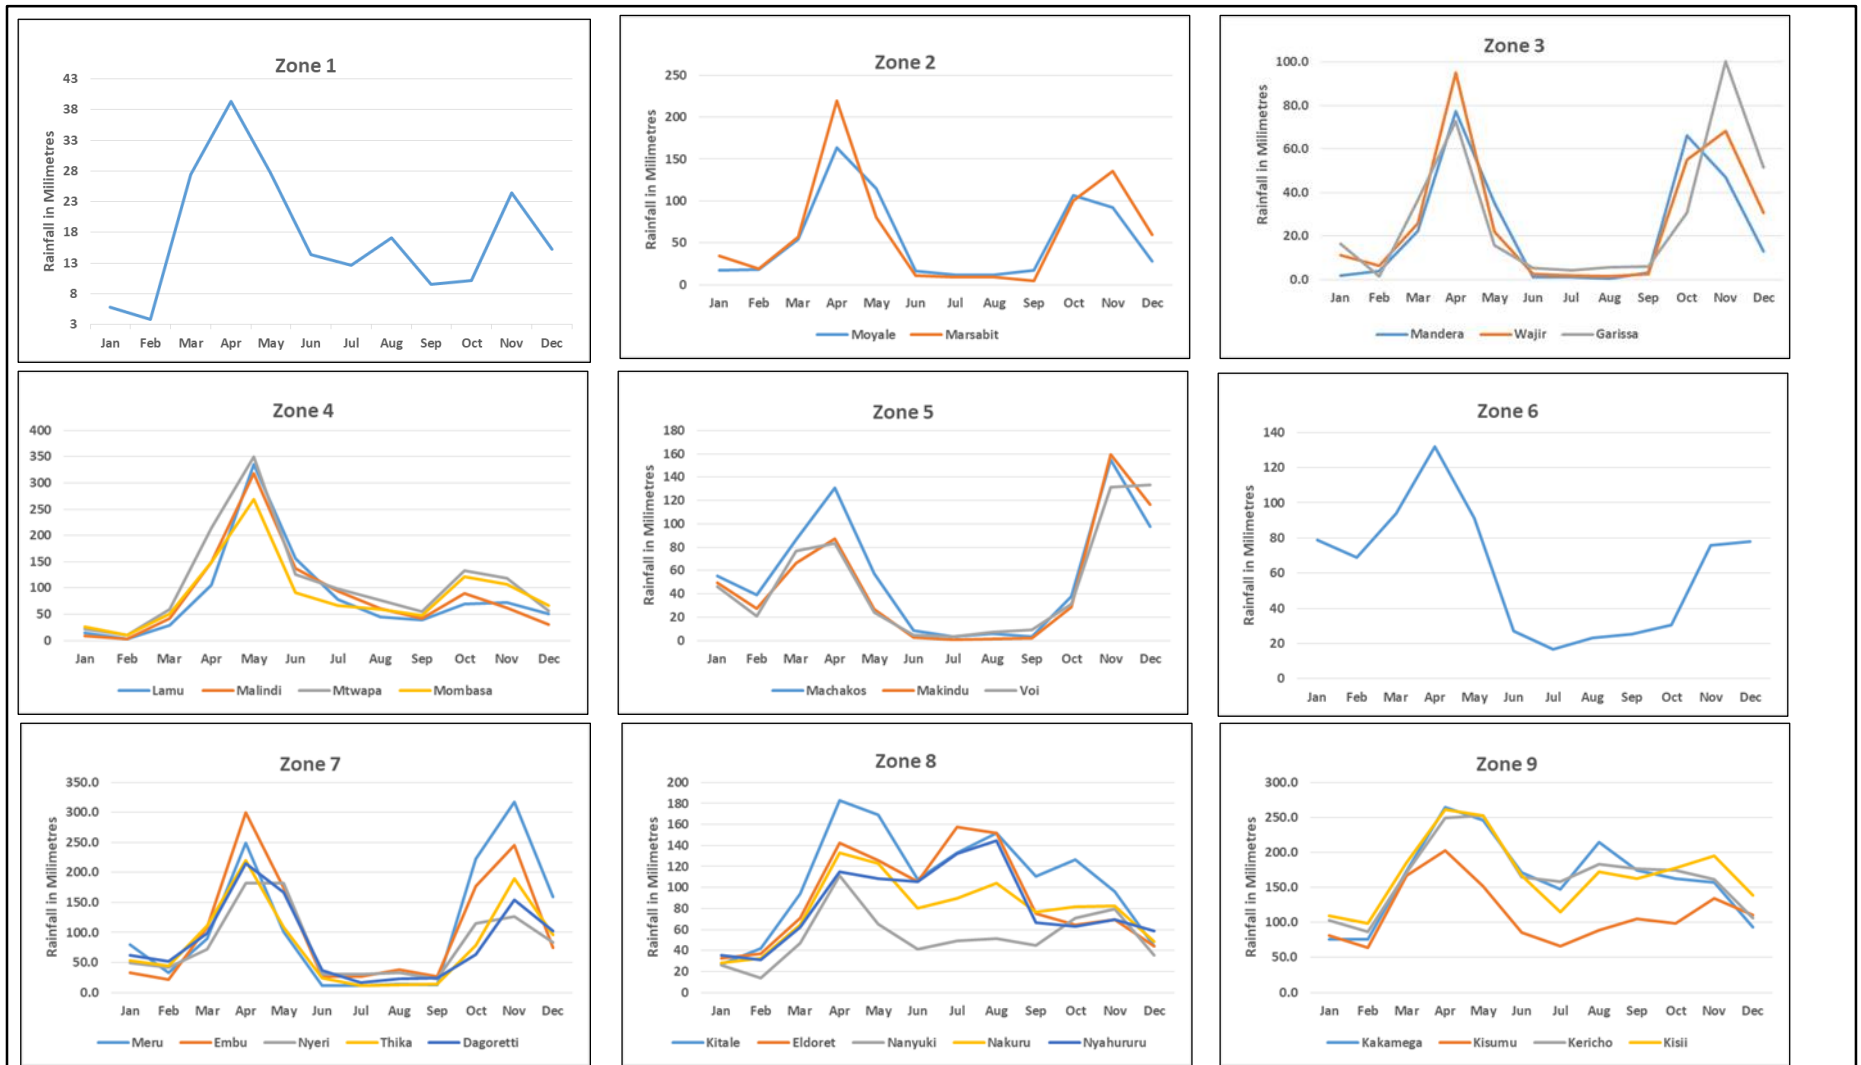 Zone 1
Rainfall in Milimetres
43
38
33
28
23
18
13
8
3
Jan Feb Mar Apr May Jun Jul Aug Sep Oct Nov Dec
Zone 2
Rainfall in Milimetres
250
200
150
100
50
0
Jan Feb Mar Apr May Jun Jul Aug Sep Oct Nov Dec
Moyale Marsabit
Zone 3
Rainfall in Milimetres
100.0
80.0
60.0
40.0
20.0
0.0
Jan Feb Mar Apr May Jun Jul Aug Sep Oct Nov Dec
Mandera Wajir Garissa
Zone 4
Rainfall in Milimetres
400
350
300
250
200
150
100
50
0
Jan Feb Mar Apr May Jun Jul Aug Sep Oct Nov Dec
Lamu Malindi Mtwapa Mombasa
Zone 5
Rainfall in Milimetres
180
160
140
120
100
80
60
40
20
0
Jan Feb Mar Apr May Jun Jul Aug Sep Oct Nov Dec
Machakos Makindu Voi
Zone 6
Rainfainfall in Milimetres
140
120
100
80
60
40
20
0
Jan Feb Mar Apr May Jun Jul Aug Sep Oct Nov Dec
Zone 7
Rainfall in Milimetres
350.0
300.0
250.0
200.0
150.0
100.0
50.0
0.0
Jan Feb Mar Apr May Jun Jul Aug Sep Oct Nov Dec
Meru Embu Nyeri Thika Dagoretti
Zone 8
Rainfall in Milimetres
200
180
160
140
120
100
80
60
40
20
0
Jan Feb Mar Apr May Jun Jul Aug Sep Oct Nov Dec
Kitale Eldoret Nanyuki Nakuru Nyahururu
Zone 9
Rainfall in Milimetres
300.0
250.0
200.0
150.0
100.0
50.0
0.0
Jan Feb Mar Apr May Jun Jul Aug Sep Oct Nov Dec
Kakamega Kisumu Kericho Kisii